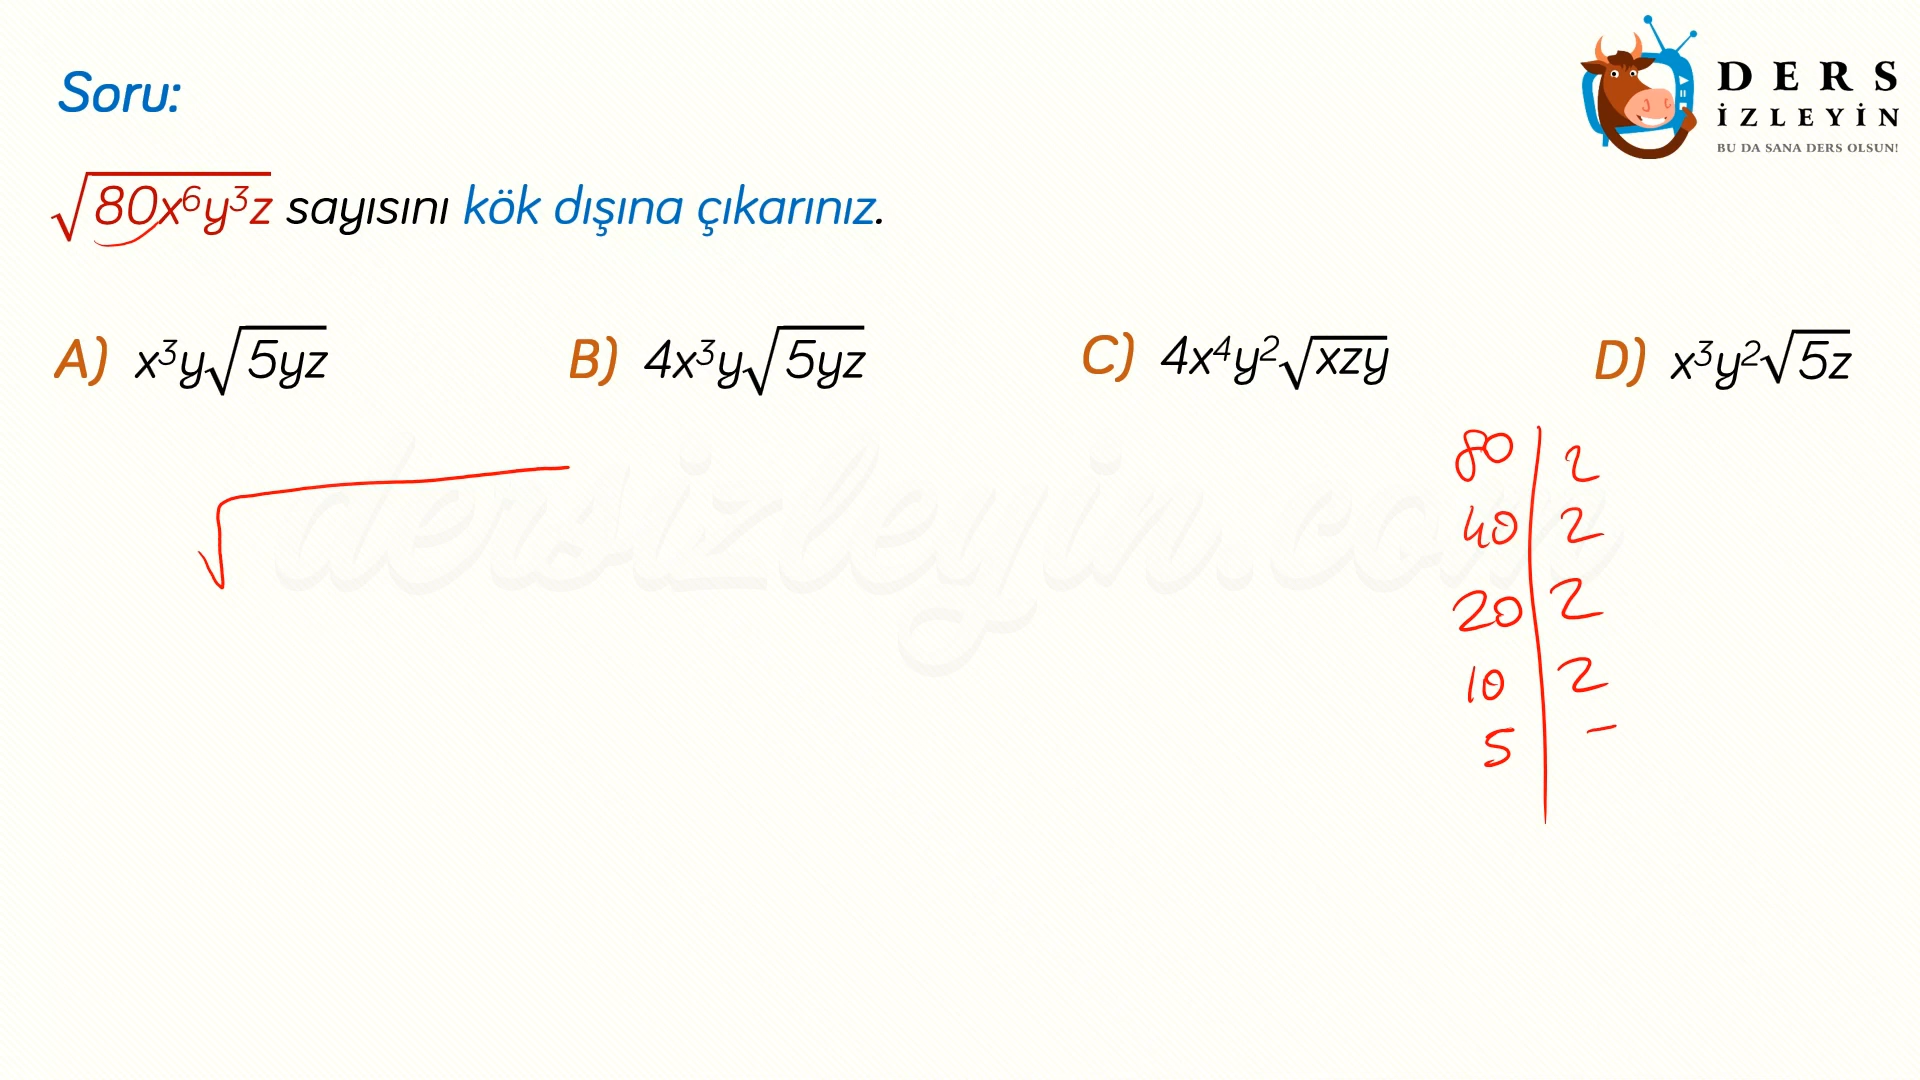 DERS
İZLEYİN
BU DA SANA DERS OLSUN!
Soru:
√80x⁶y³z sayısını kök dışına çıkarınız.
A) x³y√5yz B) 4x³y√5yz C) 4x⁴y²√xzy D) x³y²√5z
dersizleyin.com
80 | 2
40 | 2
20 | 2
10 | 2
5 |